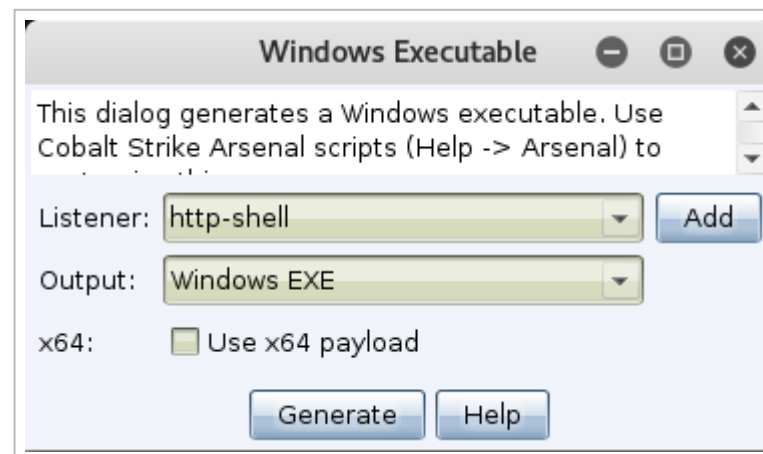 Windows Executable
This dialog generates a Windows executable. Use
Cobalt Strike Arsenal scripts (Help -> Arsenal) to
Listener: http-shell Add
Output: Windows EXE
x64: Use x64 payload
Generate Help